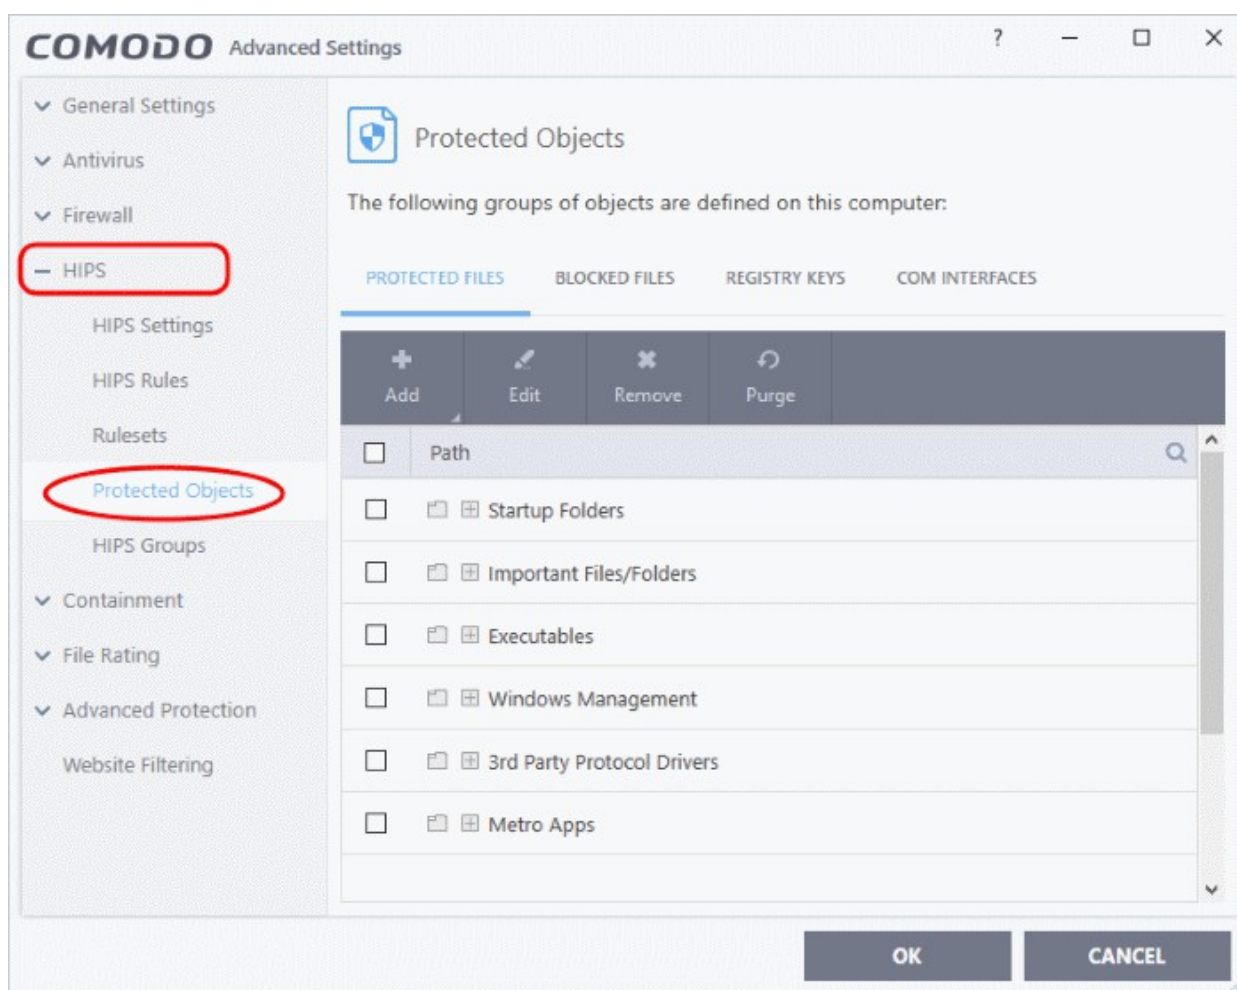 COMODO Advanced Settings ?
General Settings
Antivirus
Firewall
HIPS
HIPS Settings
HIPS Rules
Rulesets
Protected Objects
HIPS Groups
Containment
File Rating
Advanced Protection
Website Filtering
Protected Objects
The following groups of objects are defined on this computer:
PROTECTED FILES BLOCKED FILES REGISTRY KEYS COM INTERFACES
Add Edit Remove Purge
Path
Startup Folders
Important Files/Folders
Executables
Windows Management
3rd Party Protocol Drivers
Metro Apps
OK CANCEL